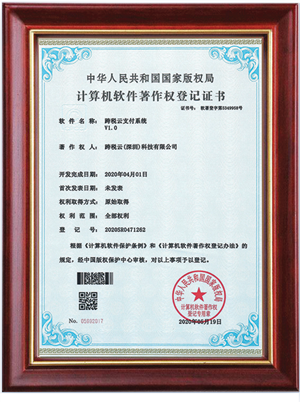 中华人民共和国国家版权局
计算机软件著作权登记证书
证书号： 软著登字第5349958号
软件名称： 跨税云支付系统
V1.0
著作权人： 跨税云(深圳)科技有限公司
开发完成日期： 2020年04月01日
首次发表日期： 未发表
权利取得方式： 原始取得
权利范围： 全部权利
登记号： 2020SR0471262
根据《计算机软件保护条例》和《计算机软件著作权登记办法》的
规定，经中国版权保护中心审核，对以上事项予以登记。
中华人民共和国国家版权局
计算机软件著作权
登记专用章
No. 05002017
2020年06月19日